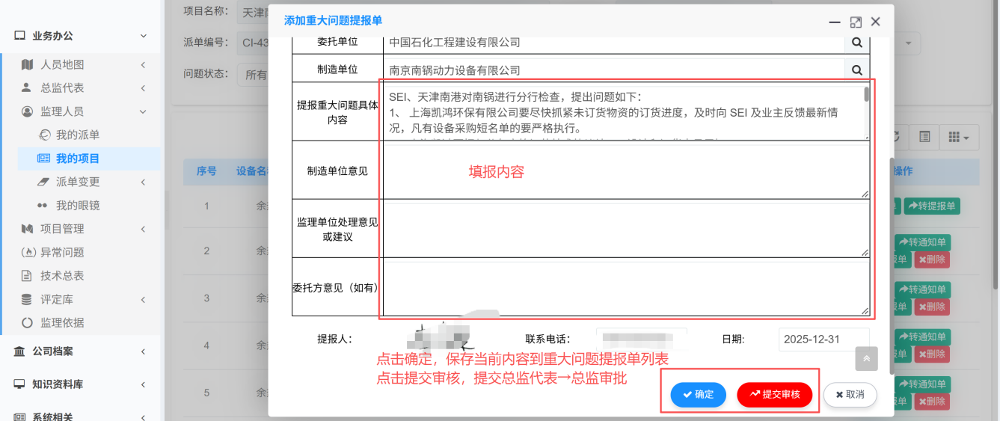 业务办公
人员地图
总监代表
监理人员
我的派单
我的项目
派单变更
我的眼镜
项目管理
异常问题
技术总表
评定库
监理依据
公司档案
知识资料库
系统相关
项目名称：
天津南
派单编号：
CI-43
问题状态：
所有
序号
设备名称
操作
1
余
转提报单
2
余
转通知单
报单
删除
3
余
转通知单
报单
删除
4
余
转通知单
报单
删除
5
余
转通知单
报单
删除
添加重大问题提报单
委托单位
中国石化工程建设有限公司
制造单位
南京南锅动力设备有限公司
提报重大问题具体
内容
SEI、天津南港对南锅进行分行检查，提出问题如下：
1、 上海凯鸿环保有限公司要尽快抓紧未订货物资的订货进度，及时向 SEI 及业主反馈最新情
况，凡有设备采购短名单的要严格执行。
制造单位意见
填报内容
监理单位处理意见
或建议
委托方意见（如有）
提报人：
联系电话：
日期:
2025-12-31
点击确定，保存当前内容到重大问题提报单列表
点击提交审核，提交总监代表→总监审批
确定
提交审核
取消